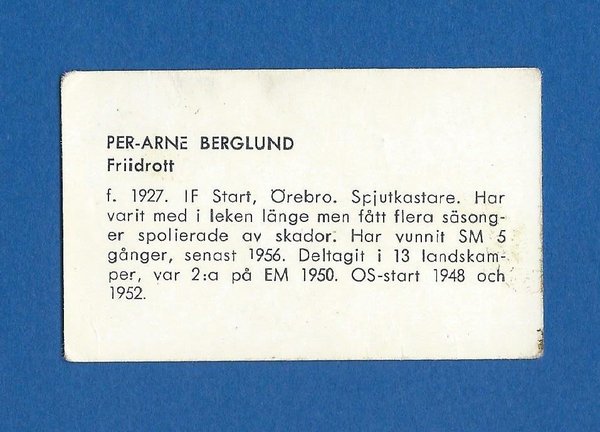 PER-ARNE BERGLUND
Friidrott
f. 1927. IF Start, Örebro. Spjutkastare. Har
varit med i leken länge men fått flera säsong-
er spolierade av skador. Har vunnit SM 5
gånger, senast 1956. Deltagit i 13 landskam-
per, var 2:a på EM 1950. OS-start 1948 och
1952.